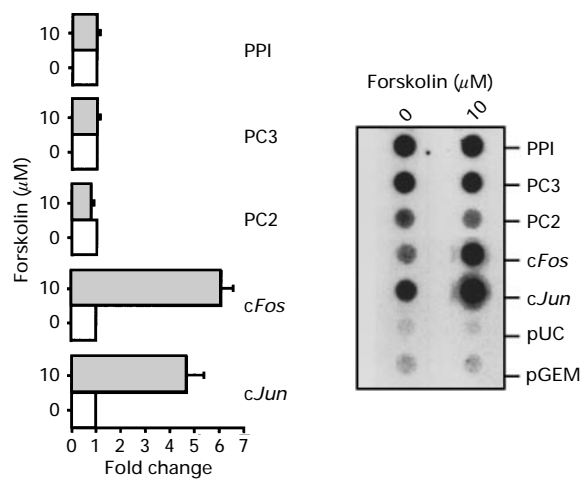 10
0
PPI
10
0
PC3
10
0
PC2
10
0
cFos
10
0
cJun
Forskolin (µM)
0 1 2 3 4 5 6 7
Fold change
Forskolin (µM)
0 10
PPI
PC3
PC2
cFos
cJun
pUC
pGEM